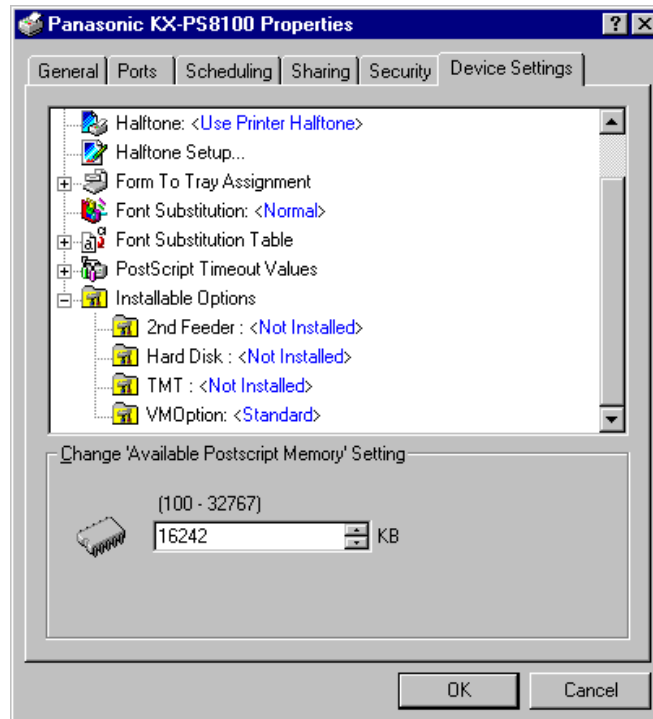 Panasonic KX-PS8100 Properties
General Ports Scheduling Sharing Security Device Settings
Halftone: <Use Printer Halftone>
Halftone Setup...
Form To Tray Assignment
Font Substitution: <Normal>
Font Substitution Table
PostScript Timeout Values
Installable Options
2nd Feeder : <Not Installed>
Hard Disk : <Not Installed>
TMT : <Not Installed>
VMOption: <Standard>
Change 'Available Postscript Memory' Setting
(100 - 32767)
16242 KB
OK Cancel